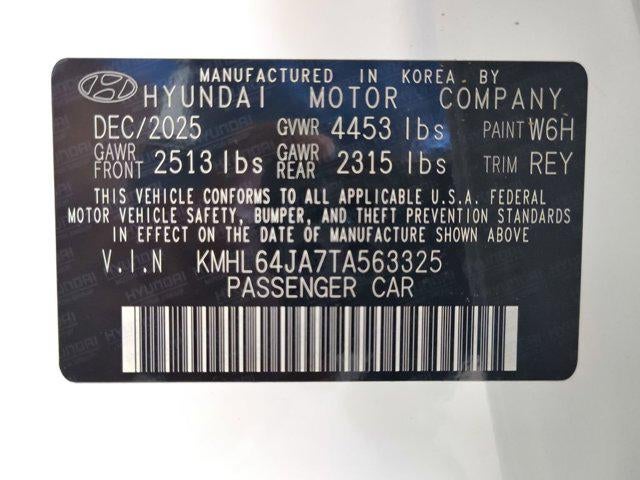 MANUFACTURED IN KOREA BY
HYUNDAI MOTOR COMPANY
DEC/2025 GVWR 4453 lbs PAINT W6H
GAWR FRONT 2513 lbs GAWR REAR 2315 lbs TRIM REY
THIS VEHICLE CONFORMS TO ALL APPLICABLE U.S.A. FEDERAL
MOTOR VEHICLE SAFETY, BUMPER, AND THEFT PREVENTION STANDARDS
IN EFFECT ON THE DATE OF MANUFACTURE SHOWN ABOVE
V.I.N KMHL64JA7TA563325
PASSENGER CAR